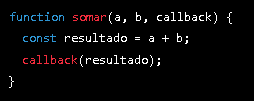 function somar(a, b, callback) {
  const resultado = a + b;
  callback(resultado);
}